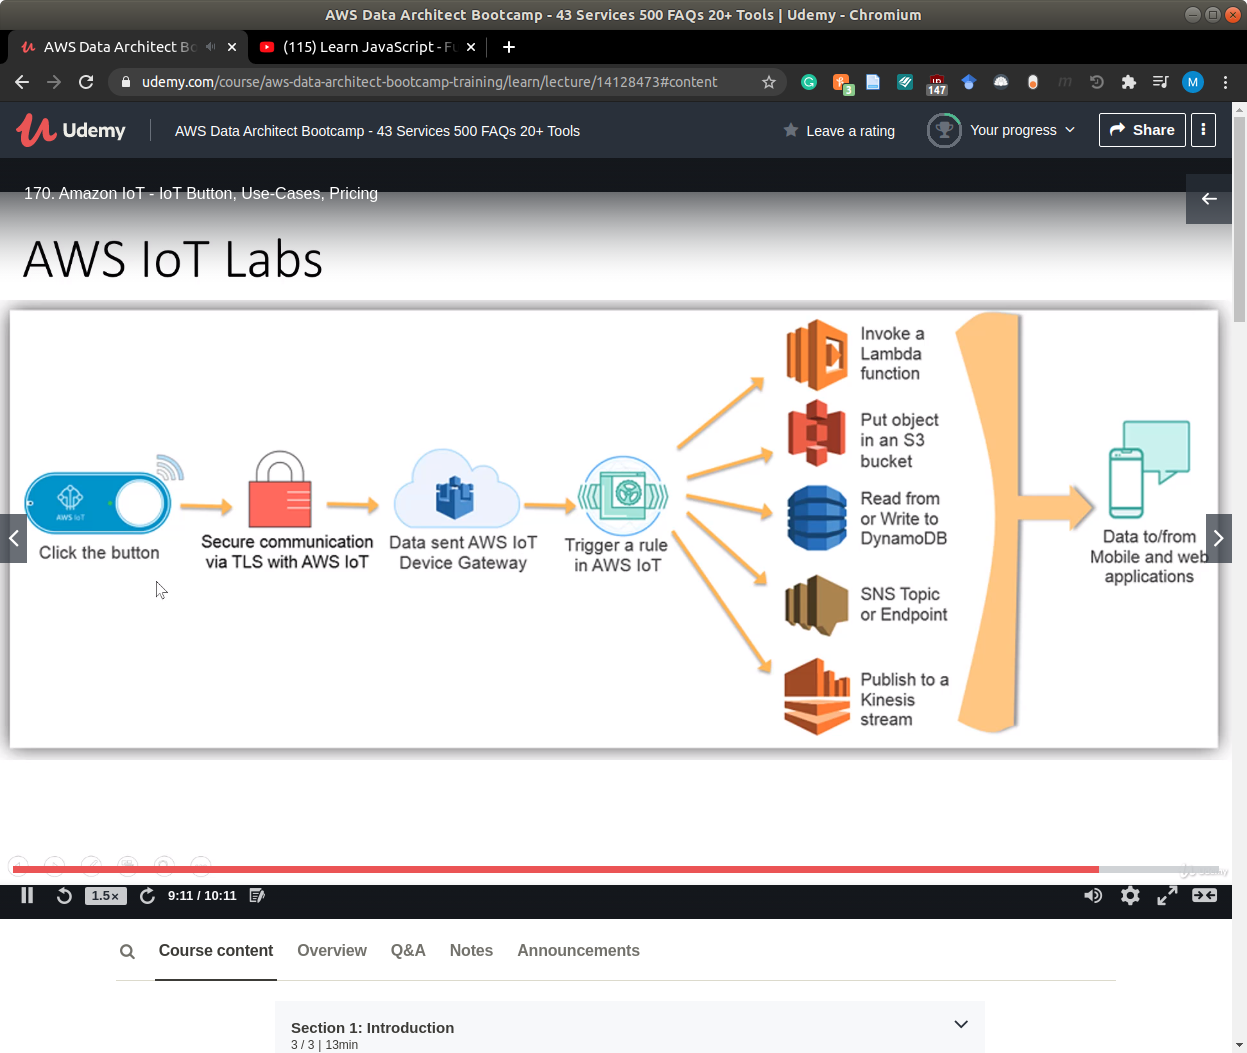 AWS Data Architect Bootcamp - 43 Services 500 FAQs 20+ Tools | Udemy - Chromium
AWS Data Architect Bo
(115) Learn JavaScript - Fu
udemy.com/course/aws-data-architect-bootcamp-training/learn/lecture/14128473#content
3
147
m
M
Udemy
AWS Data Architect Bootcamp - 43 Services 500 FAQs 20+ Tools
Leave a rating
Your progress
Share
170. Amazon IoT - IoT Button, Use-Cases, Pricing
AWS IoT Labs
AWS IoT
Click the button
Secure communication
via TLS with AWS IoT
Data sent AWS IoT
Device Gateway
Trigger a rule
in AWS IoT
Invoke a
Lambda
function
Put object
in an S3
bucket
Read from
or Write to
DynamoDB
SNS Topic
or Endpoint
Publish to a
Kinesis
stream
Data to/from
Mobile and web
applications
Udemy
1.5×
9:11 / 10:11
Course content
Overview
Q&A
Notes
Announcements
Section 1: Introduction
3 / 3 | 13min